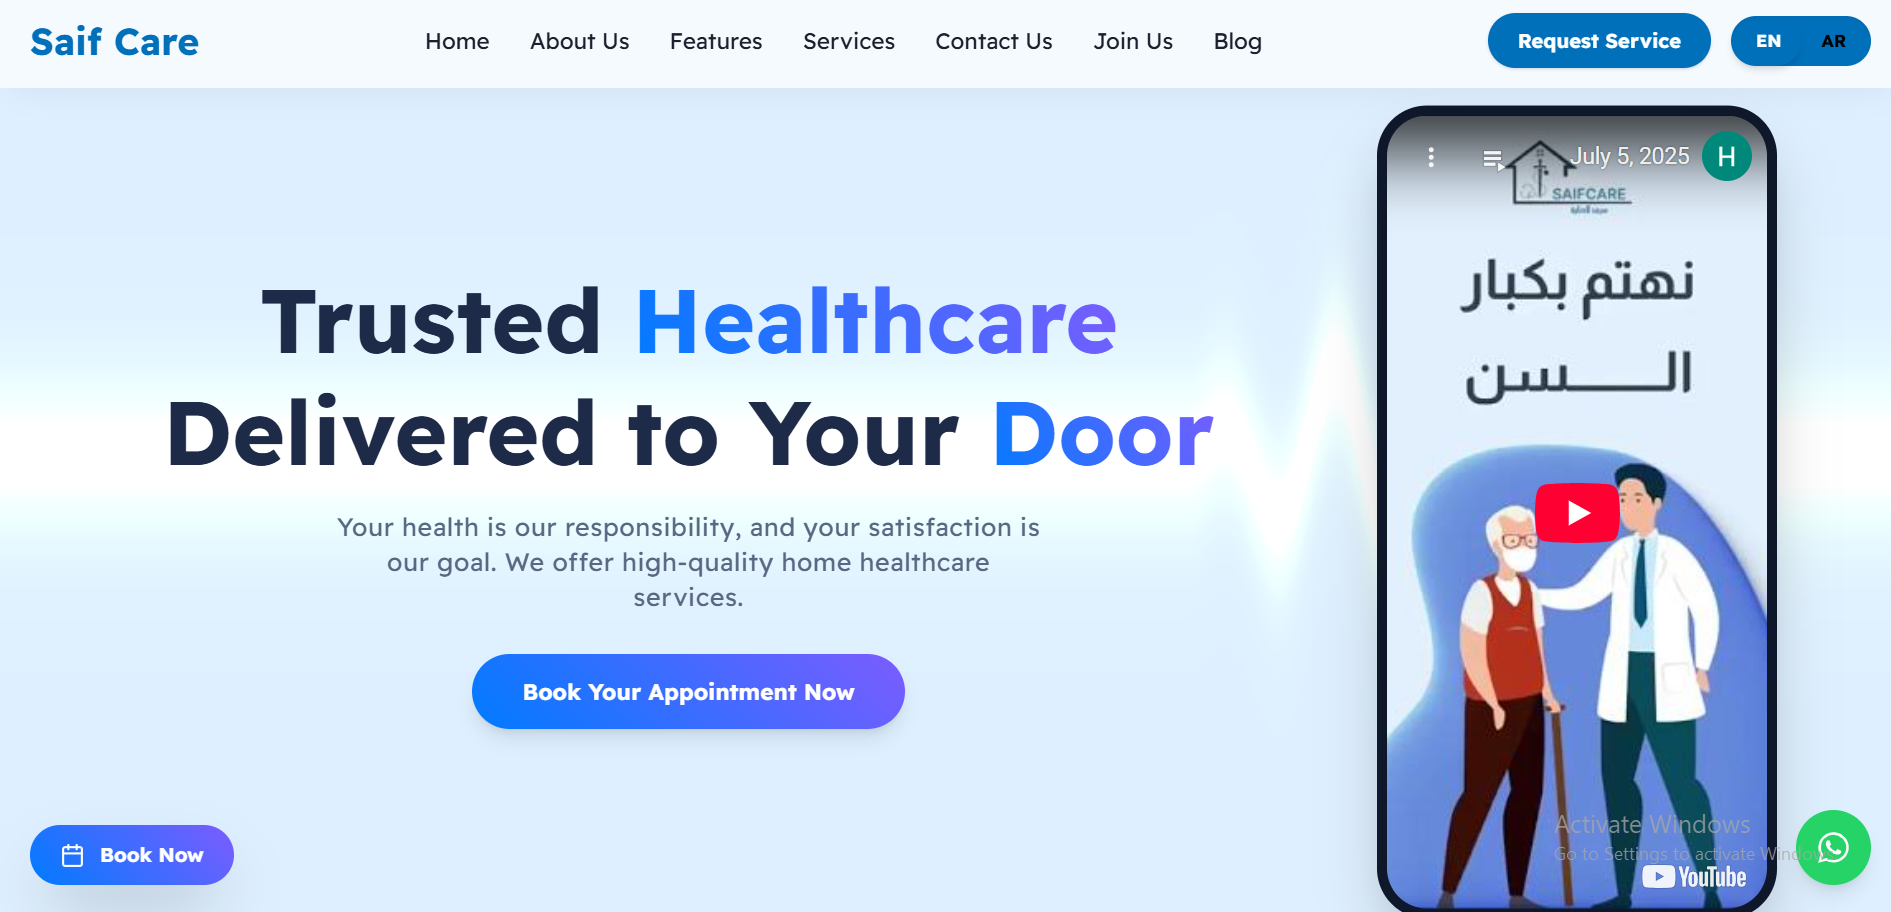 Saif Care
Home About Us Features Services Contact Us Join Us Blog
Request Service
EN AR
Trusted Healthcare
Delivered to Your Door
Your health is our responsibility, and your satisfaction is
our goal. We offer high-quality home healthcare
services.
Book Your Appointment Now
Book Now
July 5, 2025
H
SAIFCARE
نهتم بكبار
الـــــسن
Activate Windows
Go to Settings to activate Windows
YouTube